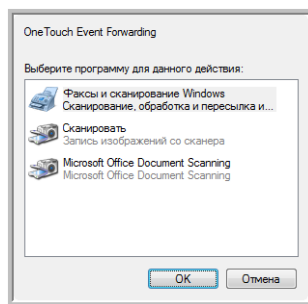 OneTouch Event Forwarding
Выберите программу для данного действия:
Факсы и сканирование Windows
Сканирование, обработка и пересылка и...
Сканировать
Запись изображений со сканера
Microsoft Office Document Scanning
Microsoft Office Document Scanning
OK Отмена